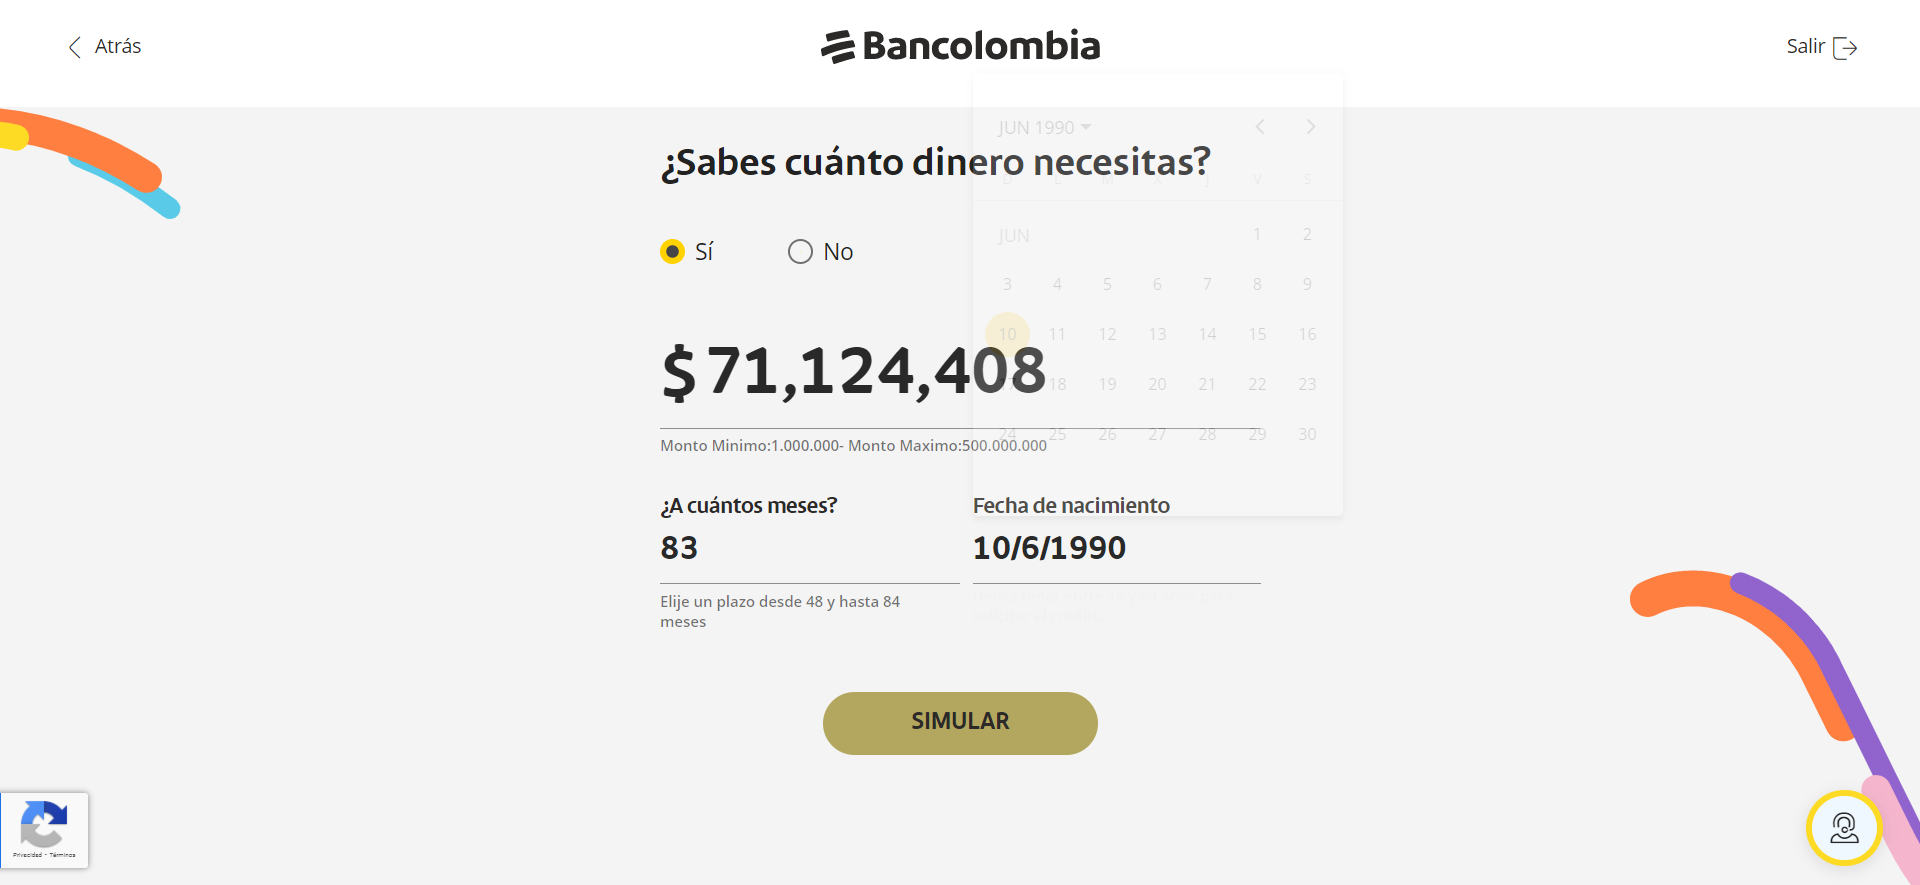 Atrás
Bancolombia
Salir
JUN 1990
¿Sabes cuánto dinero necesitas?
V S
Sí
No
JUN 1 2
3 4 5 6 7 8 9
10 11 12 13 14 15 16
$ 71,124,408
17 18 19 20 21 22 23
24 25 26 27 28 29 30
Monto Minimo:1.000.000- Monto Maximo:500.000.000
¿A cuántos meses?
83
Elije un plazo desde 48 y hasta 84
meses
Fecha de nacimiento
10/6/1990
SIMULAR
Privacidad - Términos